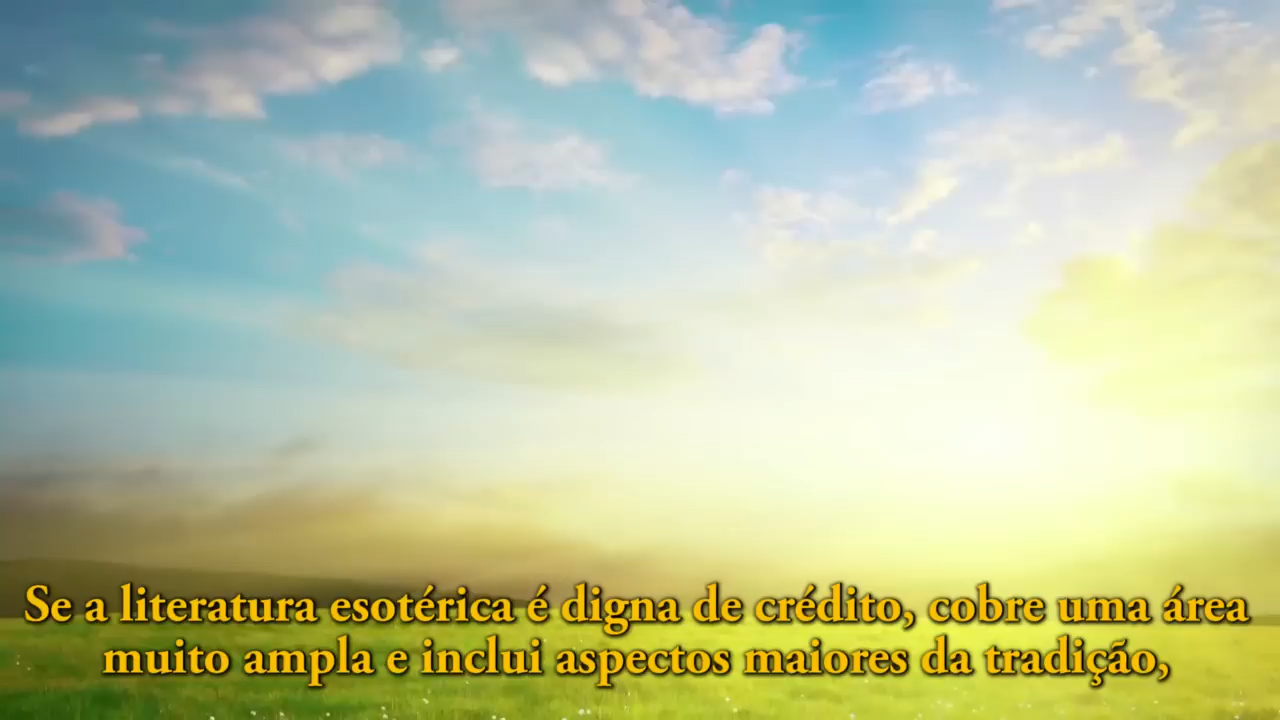 Se a literatura esotérica é digna de crédito, cobre uma área
muito ampla e inclui aspectos maiores da tradição,